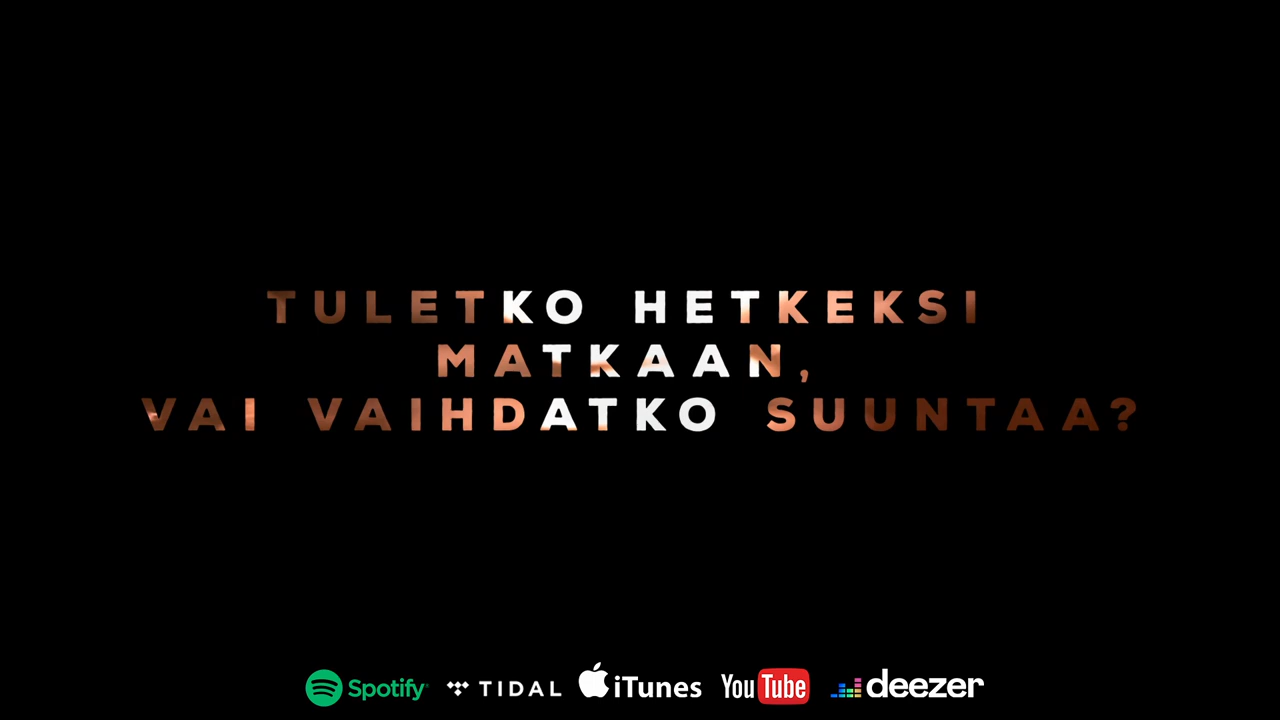 TULETKO HETKEKSI
MATKAAN,
VAI VAIHDATKO SUUNTAA?
Spotify TIDAL iTunes YouTube deezer